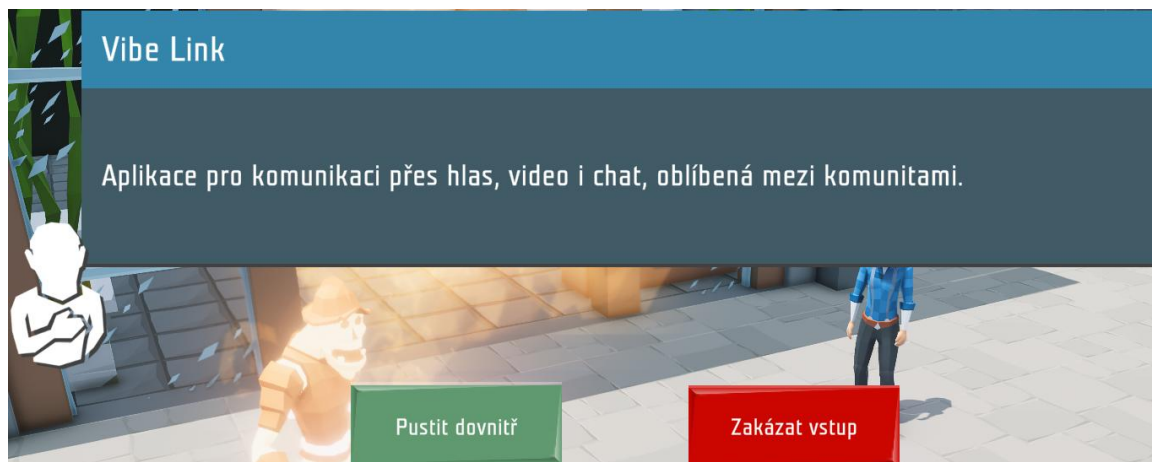 Vibe Link
Aplikace pro komunikaci přes hlas, video i chat, oblíbená mezi komunitami.
Pustit dovnitř
Zakázat vstup